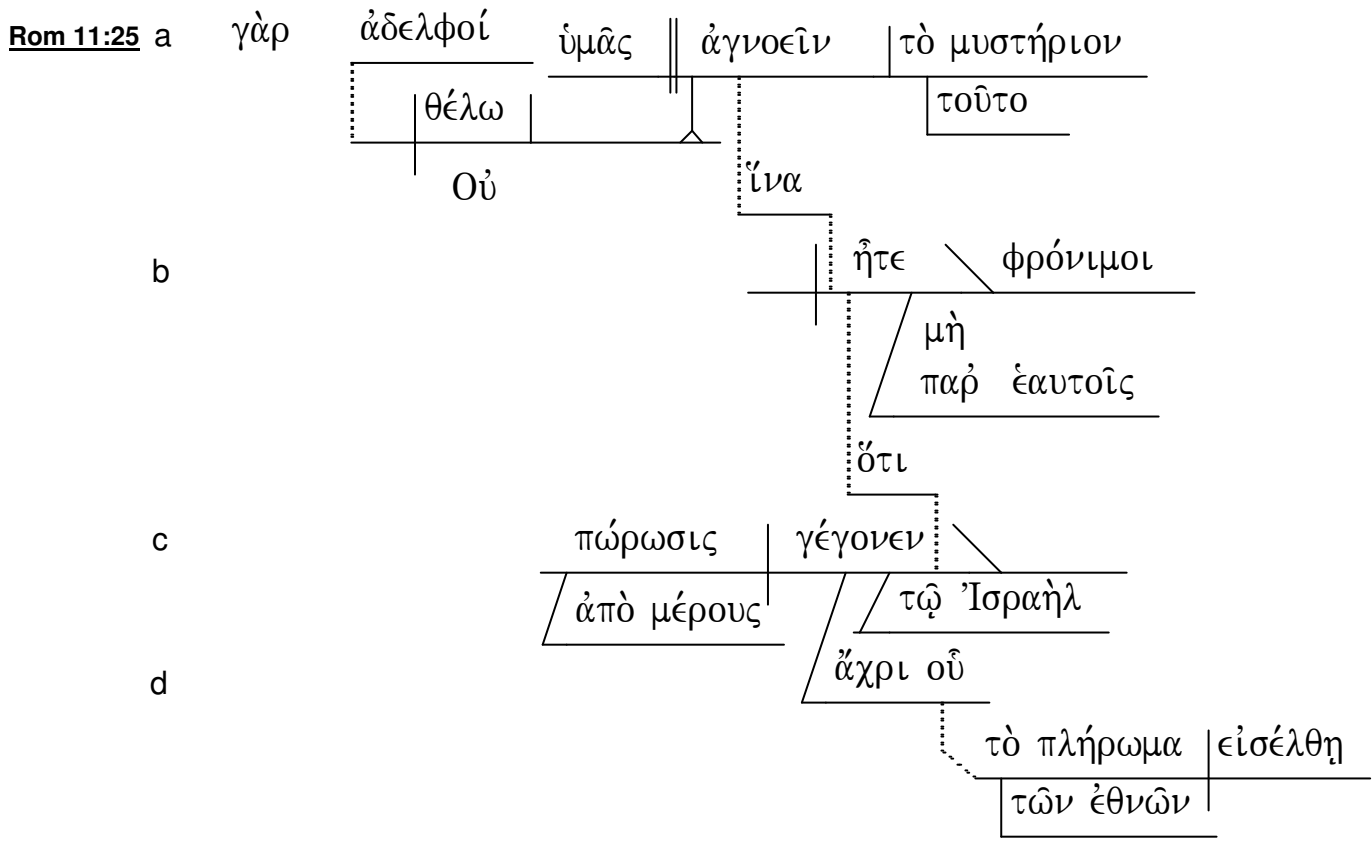 Rom 11:25 a γὰρ ἀδελφοί ὑμᾶς ἀγνοεῖν τὸ μυστήριον
θέλω τοῦτο
Οὐ
ἵνα
b ἦτε φρόνιμοι
μὴ
παρ᾽ ἑαυτοῖς
ὅτι
c πώρωσις γέγονεν
ἀπὸ μέρους τῷ Ἰσραὴλ
d ἄχρι οὗ
τὸ πλήρωμα εἰσέλθῃ
τῶν ἐθνῶν